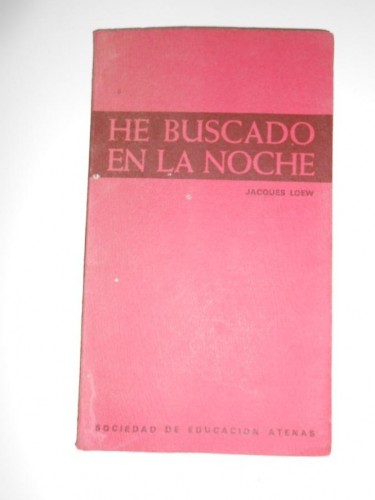 HE BUSCADO
EN LA NOCHE
JACQUES LOEW
SOCIEDAD DE EDUCACION ATENAS